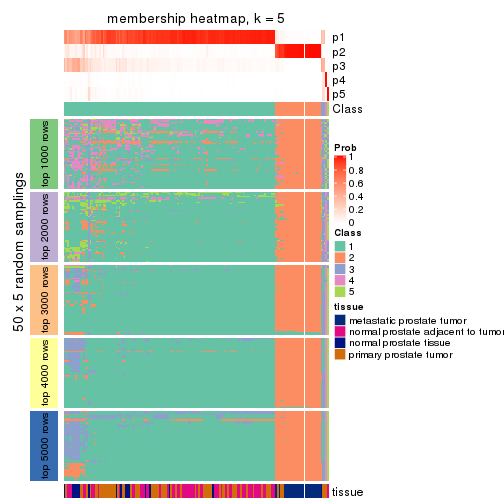 membership heatmap, k = 5
p1
p2
p3
p4
p5
Class
50 x 5 random samplings
top 1000 rows
top 2000 rows
top 3000 rows
top 4000 rows
top 5000 rows
tissue
Prob
1
0.8
0.6
0.4
0.2
0
Class
1
2
3
4
5
tissue
metastatic prostate tumor
normal prostate adjacent to tumor
normal prostate tissue
primary prostate tumor